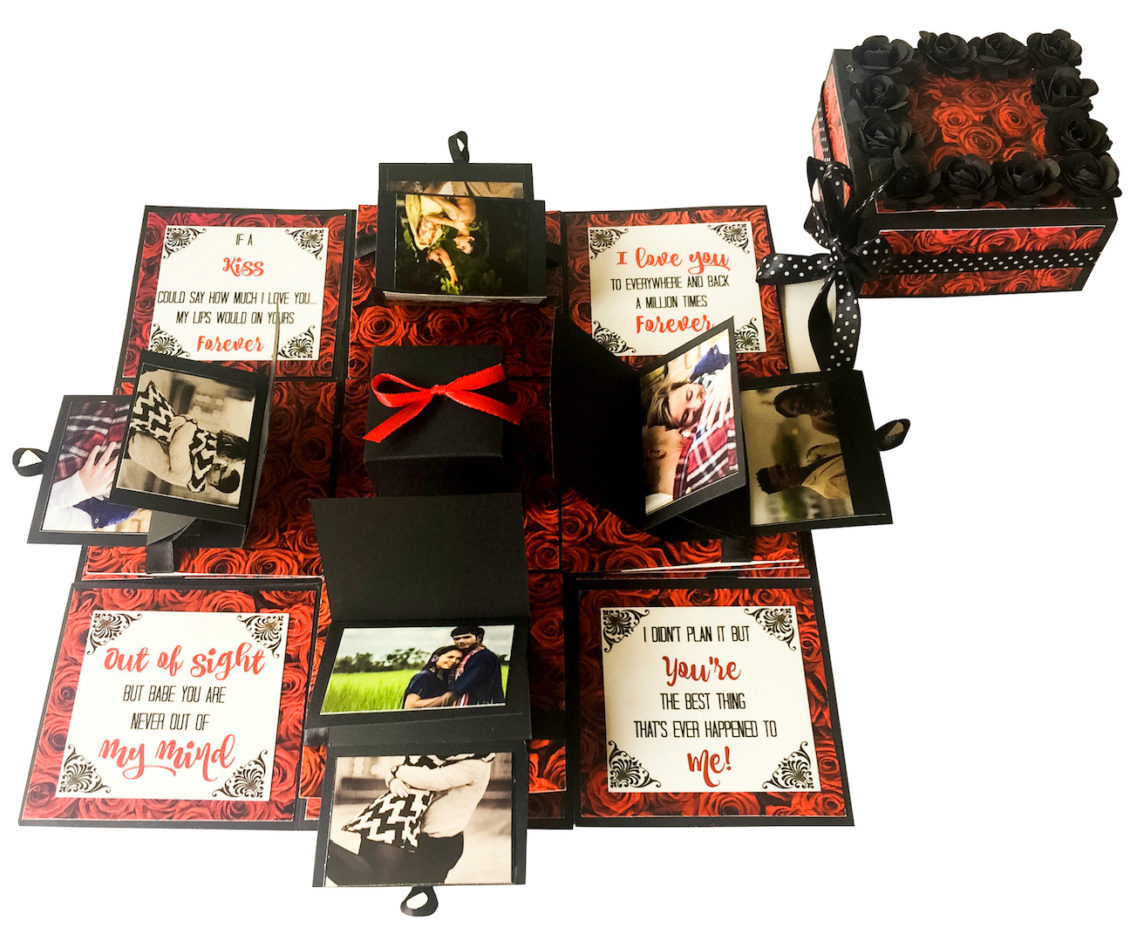 IF A
Kiss
COULD SAY HOW MUCH I LOVE YOU...
MY LIPS WOULD ON YOURS
Forever
I love you
TO EVERYWHERE AND BACK
A MILLION TIMES
Forever
Out of sight
BUT BABE YOU ARE
NEVER OUT OF
My Mind
I DIDN'T PLAN IT BUT
You're
THE BEST THING
THAT'S EVER HAPPENED TO
Me!